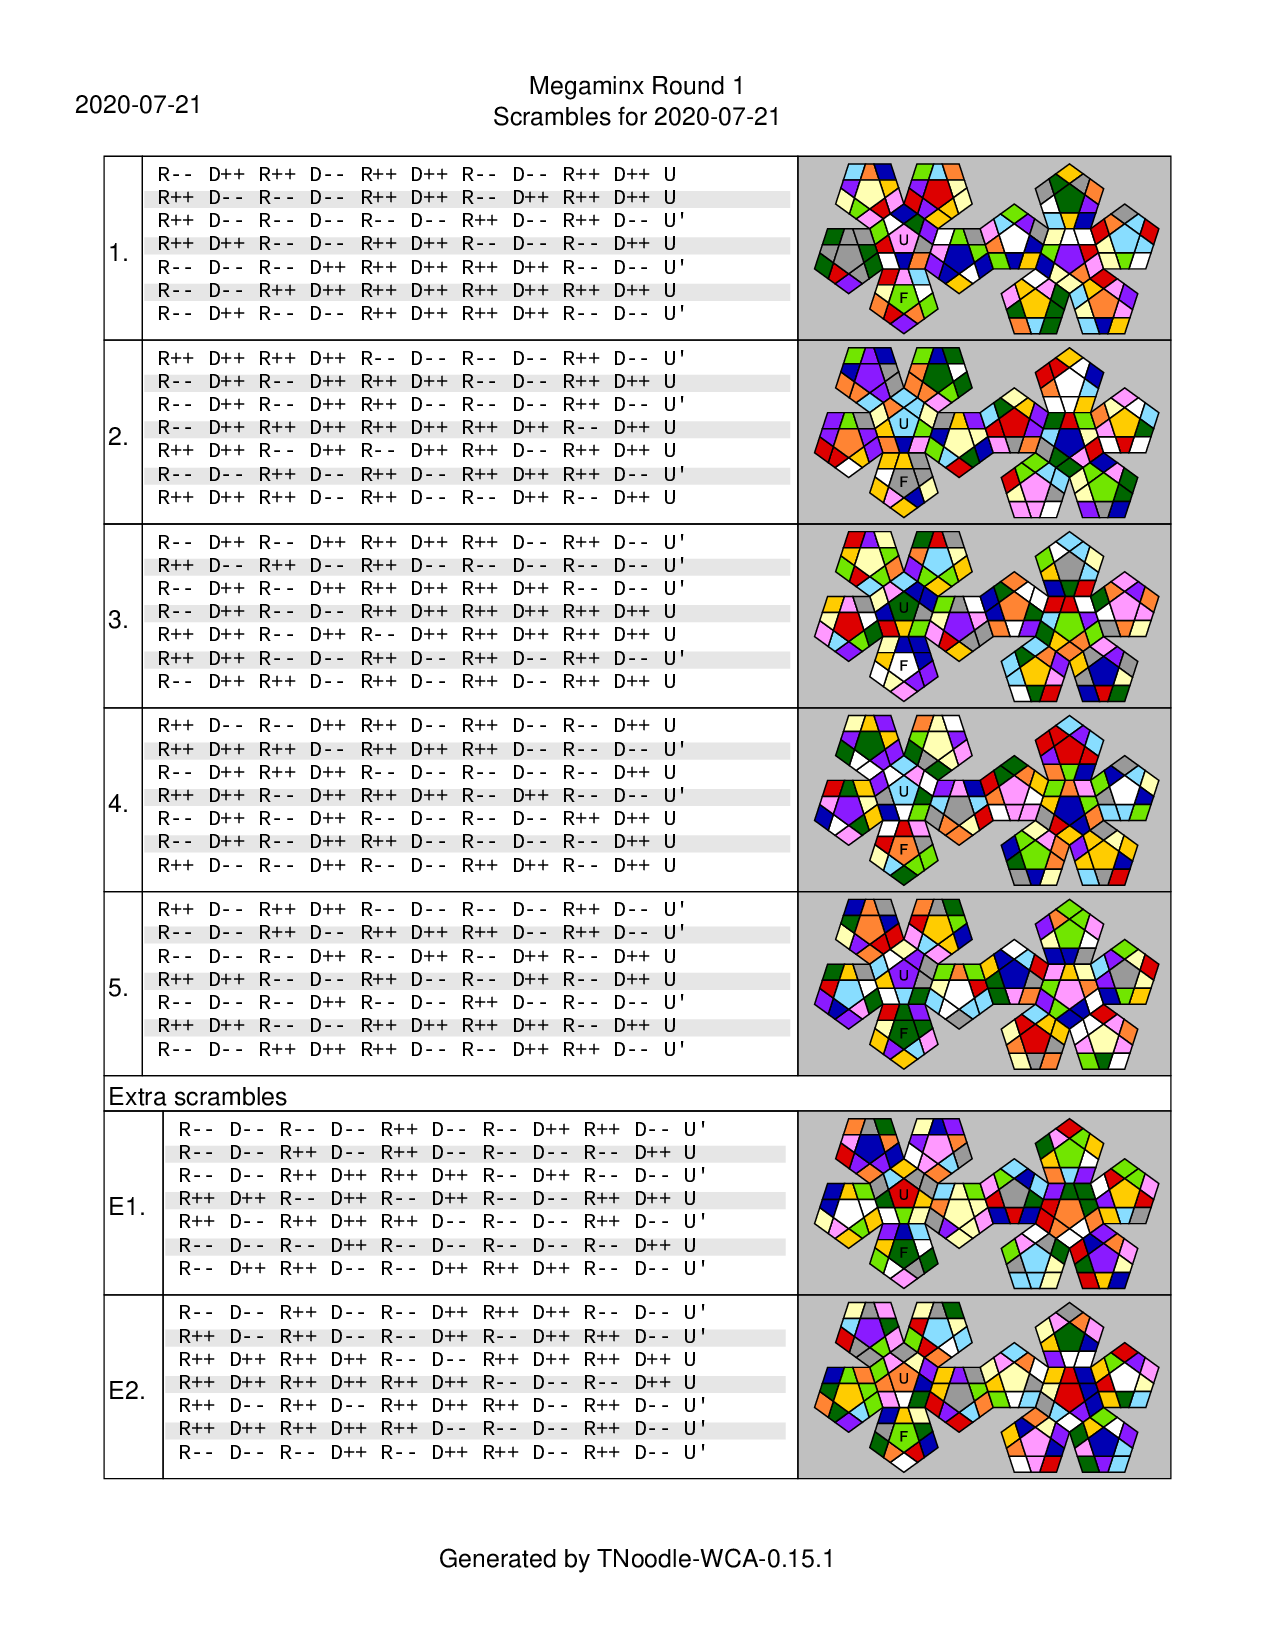 Megaminx Round 1
2020-07-21
Scrambles for 2020-07-21
1.
R-- D++ R++ D-- R++ D++ R-- D-- R++ D++ U
R++ D-- R-- D-- R++ D++ R-- D++ R++ D++ U
R++ D-- R-- D-- R-- D-- R++ D-- R++ D-- U'
R++ D++ R-- D-- R++ D++ R-- D-- R-- D++ U
R-- D-- R-- D++ R++ D++ R++ D++ R-- D-- U'
R-- D-- R++ D++ R++ D++ R++ D++ R++ D++ U
R-- D++ R-- D-- R++ D++ R++ D++ R-- D-- U'
U
F
2.
R++ D++ R++ D++ R-- D-- R-- D-- R++ D-- U'
R-- D++ R-- D++ R++ D++ R-- D-- R++ D++ U
R-- D++ R-- D++ R++ D-- R-- D-- R++ D-- U'
R-- D++ R++ D++ R++ D++ R++ D++ R-- D++ U
R++ D++ R-- D++ R-- D++ R++ D-- R++ D++ U
R-- D-- R++ D-- R++ D-- R++ D++ R++ D-- U'
R++ D++ R++ D-- R++ D-- R-- D++ R-- D++ U
U
F
3.
R-- D++ R-- D++ R++ D++ R++ D-- R++ D-- U'
R++ D-- R++ D-- R++ D-- R-- D-- R-- D-- U'
R-- D++ R-- D++ R++ D++ R++ D++ R-- D-- U'
R-- D++ R-- D-- R++ D++ R++ D++ R++ D++ U
R++ D++ R-- D++ R-- D++ R++ D++ R++ D++ U
R++ D++ R-- D-- R++ D-- R++ D-- R++ D-- U'
R-- D++ R++ D-- R++ D-- R++ D-- R++ D++ U
U
F
4.
R++ D-- R-- D++ R++ D-- R++ D-- R-- D++ U
R++ D++ R++ D-- R++ D++ R++ D-- R-- D-- U'
R-- D++ R++ D++ R-- D-- R-- D-- R-- D++ U
R++ D++ R-- D++ R++ D++ R-- D++ R-- D-- U'
R-- D++ R-- D-- R-- D-- R-- D-- R++ D++ U
R-- D++ R-- D++ R++ D-- R-- D-- R-- D++ U
R++ D-- R-- D++ R-- D-- R++ D++ R-- D++ U
U
F
5.
R++ D-- R++ D++ R-- D-- R-- D-- R++ D-- U'
R-- D-- R++ D-- R++ D++ R++ D-- R++ D-- U'
R-- D-- R-- D++ R-- D++ R-- D-- R-- D++ U
R++ D++ R-- D-- R++ D-- R-- D-- R-- D++ U
R-- D-- R-- D++ R-- D-- R++ D-- R-- D-- U'
R++ D++ R-- D-- R++ D++ R++ D++ R-- D++ U
R-- D-- R++ D++ R++ D-- R-- D++ R++ D-- U'
U
F
Extra scrambles
E1.
R-- D-- R-- D-- R++ D-- R-- D++ R++ D-- U'
R-- D-- R++ D-- R++ D-- R-- D-- R-- D++ U
R-- D-- R++ D++ R++ D++ R-- D++ R-- D-- U'
R++ D++ R-- D++ R-- D++ R-- D-- R++ D++ U
R++ D-- R++ D++ R++ D-- R-- D-- R++ D-- U'
R-- D-- R-- D++ R-- D-- R-- D-- R-- D++ U
R-- D++ R++ D-- R-- D++ R++ D++ R-- D-- U'
U
F
E2.
R-- D-- R++ D-- R-- D++ R++ D++ R-- D-- U'
R++ D-- R++ D-- R-- D++ R-- D++ R++ D-- U'
R++ D++ R++ D++ R-- D-- R++ D++ R++ D++ U
R++ D++ R++ D++ R++ D++ R-- D-- R-- D++ U
R++ D-- R++ D-- R++ D++ R++ D-- R++ D-- U'
R++ D++ R++ D++ R++ D-- R-- D-- R++ D-- U'
R-- D-- R-- D++ R-- D++ R++ D-- R++ D-- U'
U
F
Generated by TNoodle-WCA-0.15.1